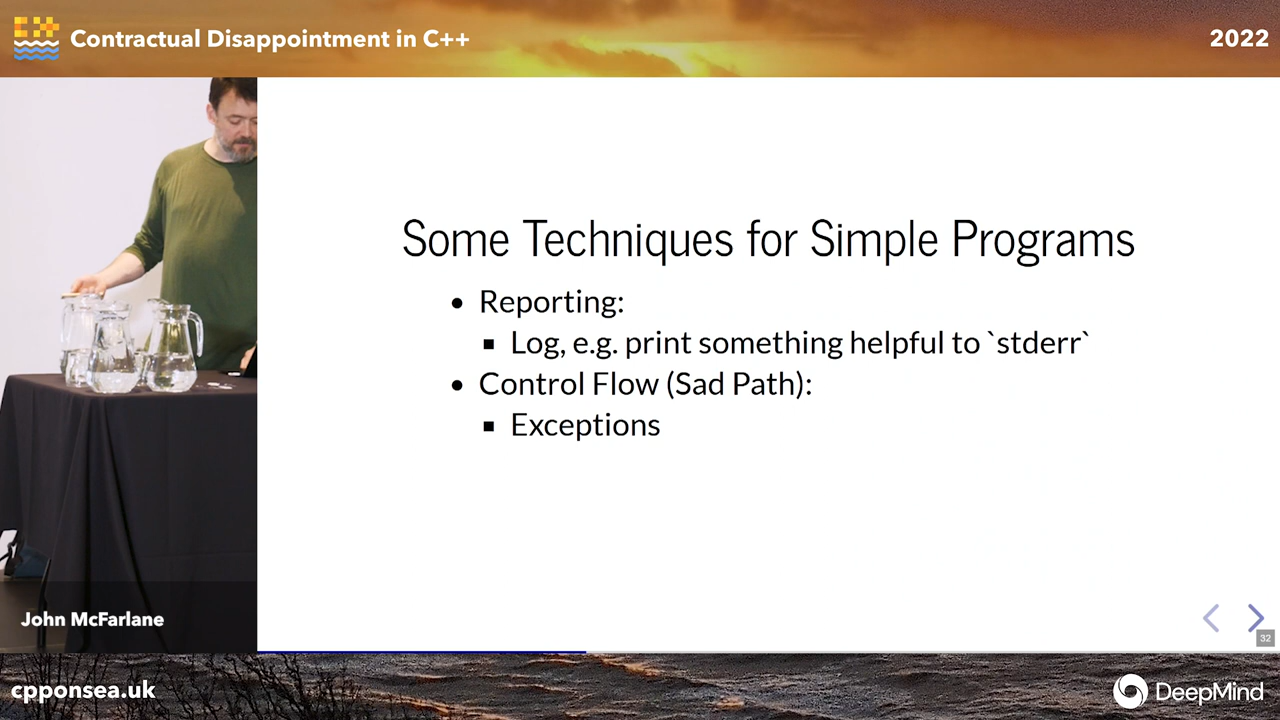 Contractual Disappointment in C++
2022
Some Techniques for Simple Programs
Reporting:
Log, e.g. print something helpful to `stderr`
Control Flow (Sad Path):
Exceptions
John McFarlane
32
cpponsea.uk
DeepMind